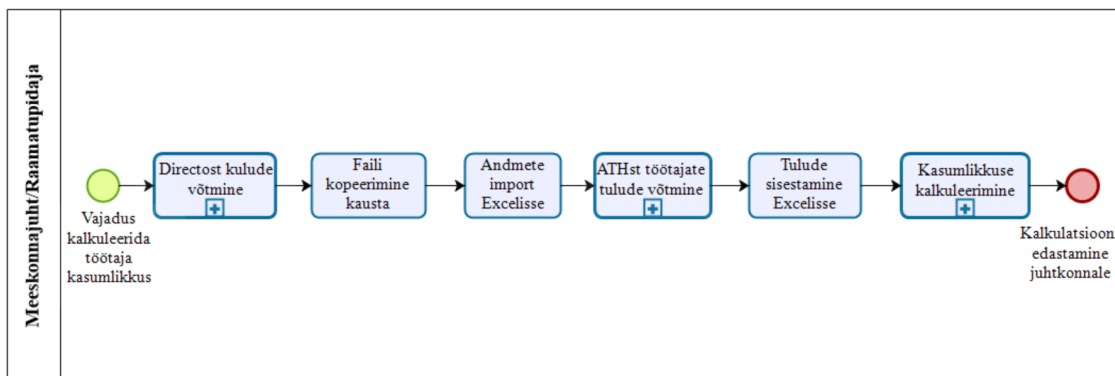 Meeskonnajuht/Raamatupidaja
Vajadus
kalkuleerida
töötaja
kasumlikkus
Directost kulude
võtmine
Faili
kopeerimine
kausta
Andmete
import
Excelisse
ATHst töötajate
tulude võtmine
Tulude
sisestamine
Excelisse
Kasumlikkuse
kalkuleerimine
Kalkulatsiooni
edastamine
juhtkonnale